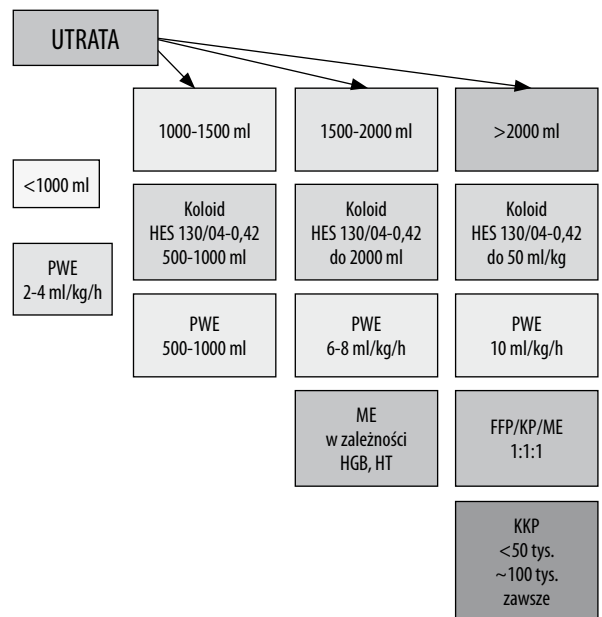 UTRATA
<1000 ml
PWE
2-4 ml/kg/h
1000-1500 ml
Koloid
HES 130/04-0,42
500-1000 ml
PWE
500-1000 ml
1500-2000 ml
Koloid
HES 130/04-0,42
do 2000 ml
PWE
6-8 ml/kg/h
ME
w zależności
HGB, HT
>2000 ml
Koloid
HES 130/04-0,42
do 50 ml/kg
PWE
10 ml/kg/h
FFP/KP/ME
1:1:1
KKP
<50 tys.
~100 tys.
zawsze